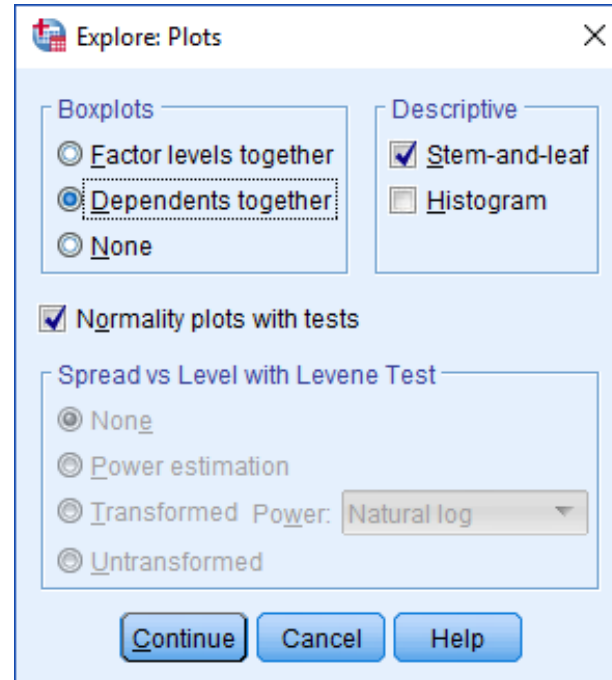 Explore: Plots
Boxplots
Factor levels together
Dependents together
None
Descriptive
Stem-and-leaf
Histogram
Normality plots with tests
Spread vs Level with Levene Test
None
Power estimation
Transformed Power: Natural log
Untransformed
Continue Cancel Help